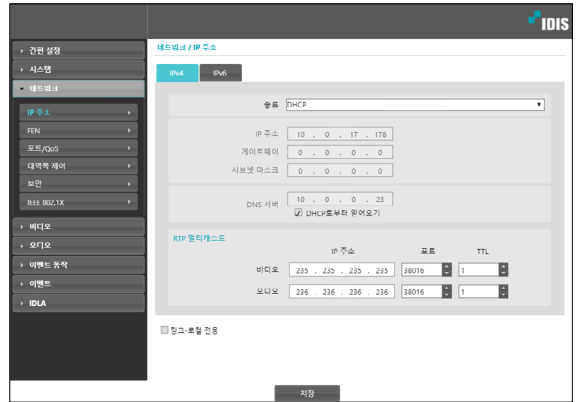 IDIS
간편 설정
시스템
네트워크
IP 주소
FEN
포트/QoS
대역폭 제어
보안
IEEE 802.1X
비디오
오디오
이벤트 동작
이벤트
IDLA
네트워크 / IP 주소
IPv4 IPv6
종류 DHCP
IP 주소 10 . 0 . 17 . 178
게이트웨이 0 . 0 . 0 . 0
서브넷 마스크 0 . 0 . 0 . 0
DNS 서버 10 . 0 . 0 . 23
DHCP로부터 얻어오기
RTP 멀티캐스트
IP 주소 포트 TTL
비디오 235 . 235 . 235 . 235 38016 1
오디오 236 . 236 . 236 . 236 38016 1
링크-로컬 전용
저장